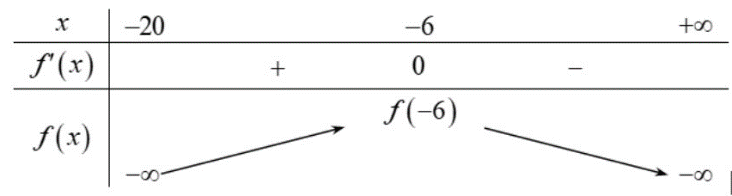 x −20 −6 +∞
f'(x) + 0 −
f(−6)
f(x)
−∞ −∞